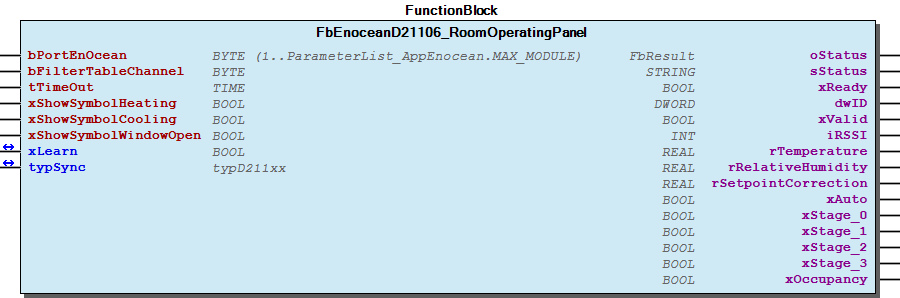 FunctionBlock
FbEnoceanD21106_RoomOperatingPanel
bPortEnOcean BYTE (1..ParameterList_AppEnocean.MAX_MODULE) FbResult oStatus
bFilterTableChannel BYTE STRING sStatus
tTimeOut TIME BOOL xReady
xShowSymbolHeating BOOL DWORD dwID
xShowSymbolCooling BOOL BOOL xValid
xShowSymbolWindowOpen BOOL INT iRSSI
xLearn BOOL REAL rTemperature
typSync typD211xx REAL rRelativeHumidity
REAL rSetpointCorrection
BOOL xAuto
BOOL xStage_0
BOOL xStage_1
BOOL xStage_2
BOOL xStage_3
BOOL xOccupancy